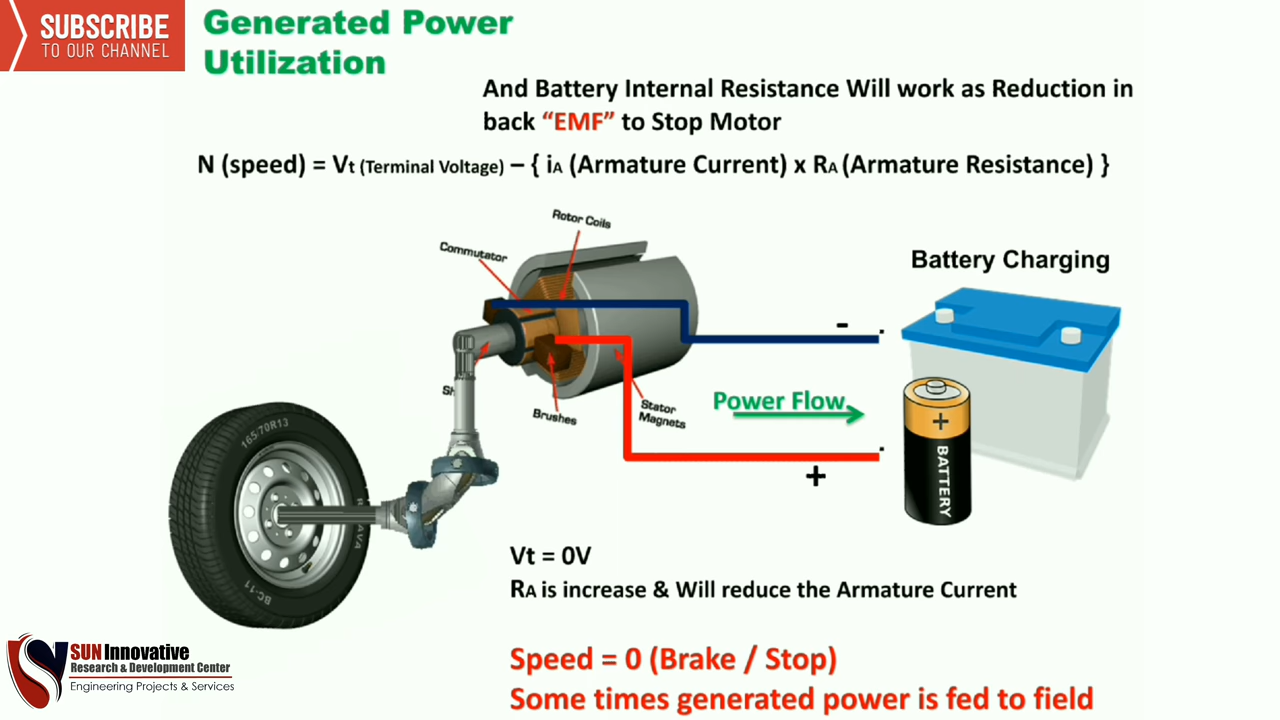 SUBSCRIBE
TO OUR CHANNEL
Generated Power
Utilization
And Battery Internal Resistance Will work as Reduction in
back “EMF” to Stop Motor
N (speed) = Vt (Terminal Voltage) – { iA (Armature Current) x RA (Armature Resistance) }
Rotor Coils
Commutator
Battery Charging
-
Sh
Brushes
Stator
Magnets
Power Flow
+
+
BATTERY
165/70R13
BC-11
Vt = 0V
RA is increase & Will reduce the Armature Current
Speed = 0 (Brake / Stop)
Some times generated power is fed to field
SUN Innovative
Research & Development Center
Engineering Projects & Services